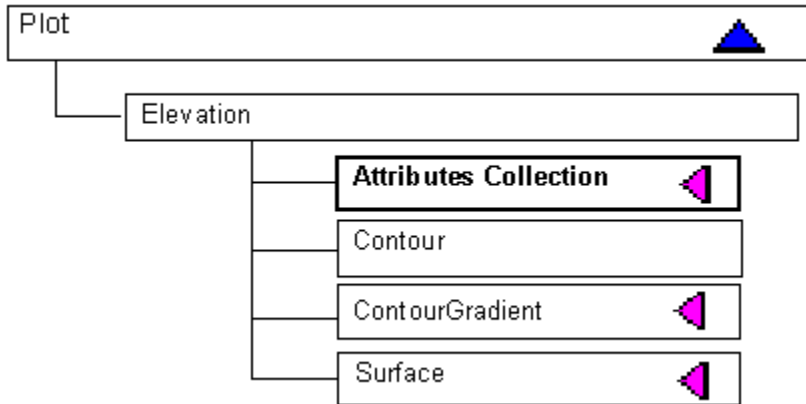 Plot
Elevation
Attributes Collection
Contour
ContourGradient
Surface